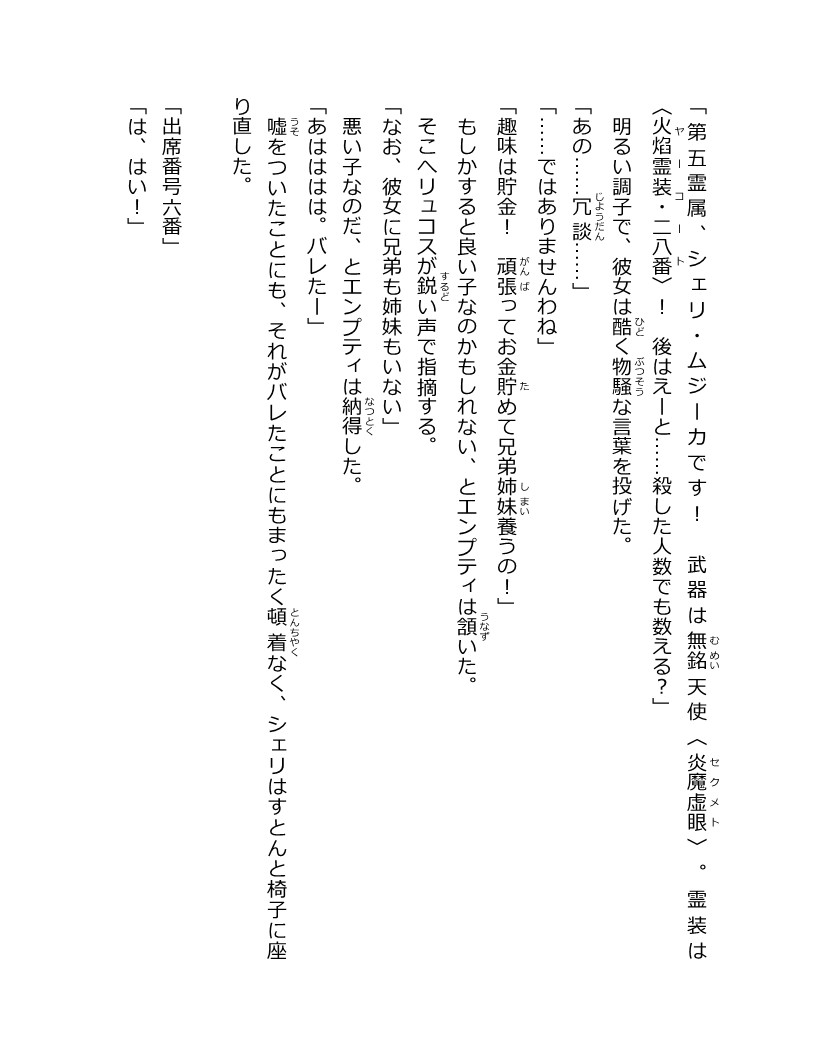 「第五霊属、シェリ・ムジーカです！　武器は無銘天使〈炎魔虚眼〉。霊装は
〈火焰霊装・二八番〉！　後はえーと……殺した人数でも数える？」
　明るい調子で、彼女は酷く物騒な言葉を投げた。
「あの……冗談……」
「……ではありませんわね」
「趣味は貯金！　頑張ってお金貯めて兄弟姉妹養うの！」
　もしかすると良い子なのかもしれない、とエンプティは頷いた。
　そこへリュコスが鋭い声で指摘する。
「なお、彼女に兄弟も姉妹もいない」
　悪い子なのだ、とエンプティは納得した。
「あはははは。バレたー」
　嘘をついたことにも、それがバレたことにもまったく頓着なく、シェリはすとんと椅子に座
り直した。
「出席番号六番」
「は、はい！」